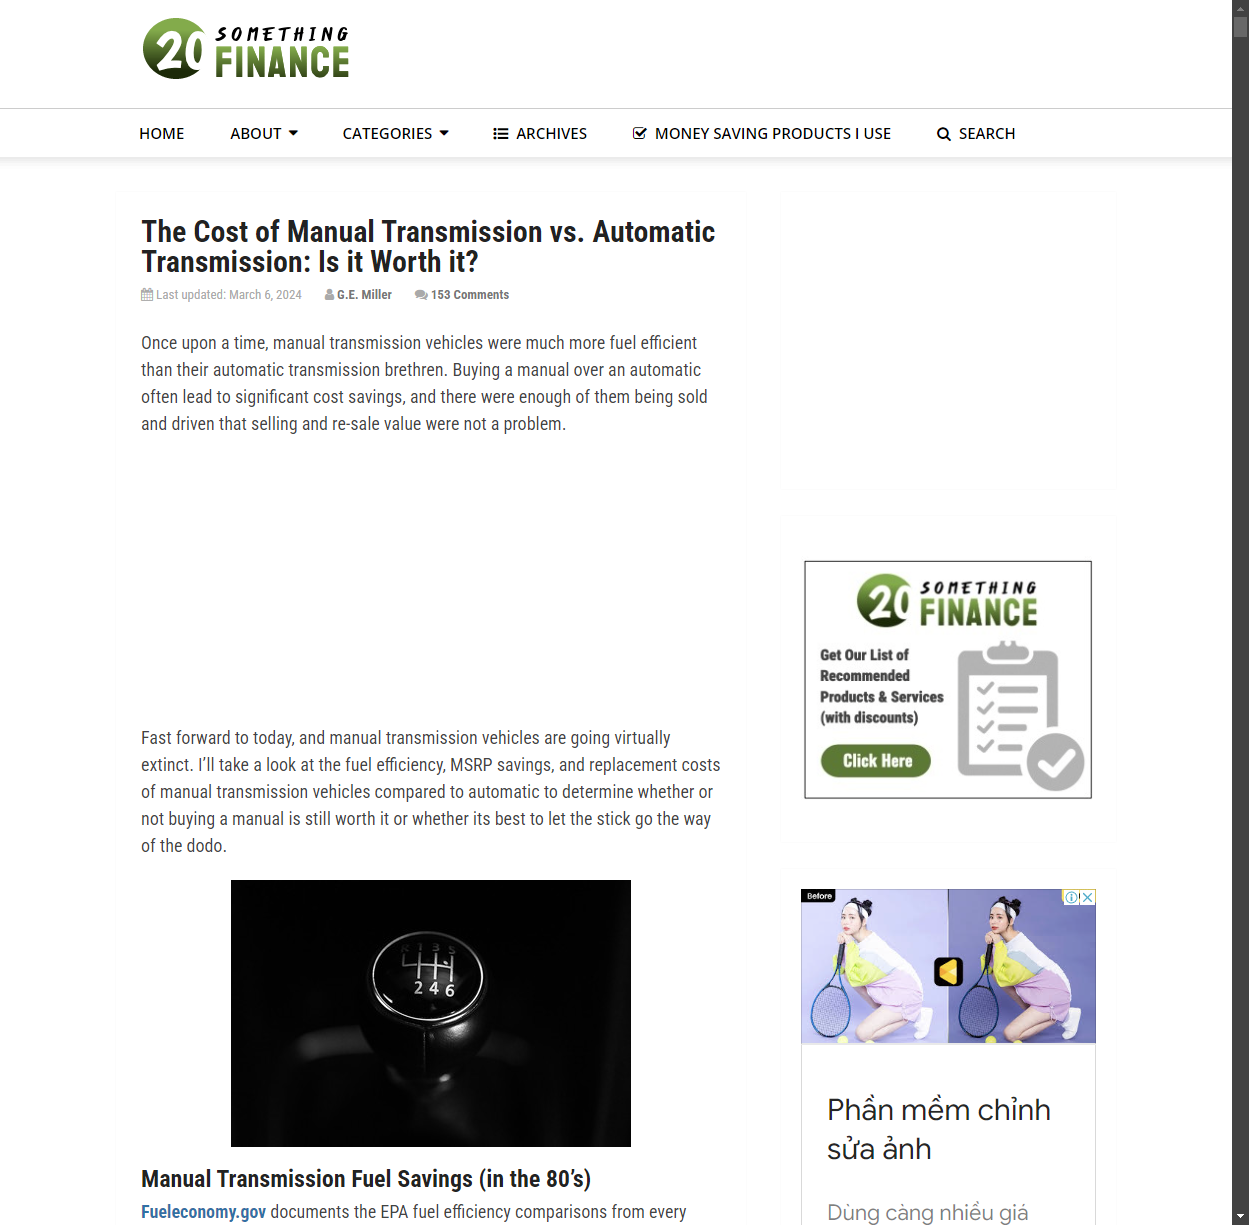 20 SOMETHING
FINANCE
HOME ABOUT CATEGORIES ARCHIVES MONEY SAVING PRODUCTS I USE SEARCH
The Cost of Manual Transmission vs. Automatic
Transmission: Is it Worth it?
Last updated: March 6, 2024 G.E. Miller 153 Comments
Once upon a time, manual transmission vehicles were much more fuel efficient
than their automatic transmission brethren. Buying a manual over an automatic
often lead to significant cost savings, and there were enough of them being sold
and driven that selling and re-sale value were not a problem.
Fast forward to today, and manual transmission vehicles are going virtually
extinct. I’ll take a look at the fuel efficiency, MSRP savings, and replacement costs
of manual transmission vehicles compared to automatic to determine whether or
not buying a manual is still worth it or whether its best to let the stick go the way
of the dodo.
R 1 3 5
2 4 6
Manual Transmission Fuel Savings (in the 80’s)
Fueleconomy.gov documents the EPA fuel efficiency comparisons from every
20 SOMETHING
FINANCE
Get Our List of
Recommended
Products & Services
(with discounts)
Click Here
Before
Phần mềm chỉnh
sửa ảnh
Dùng càng nhiều giá